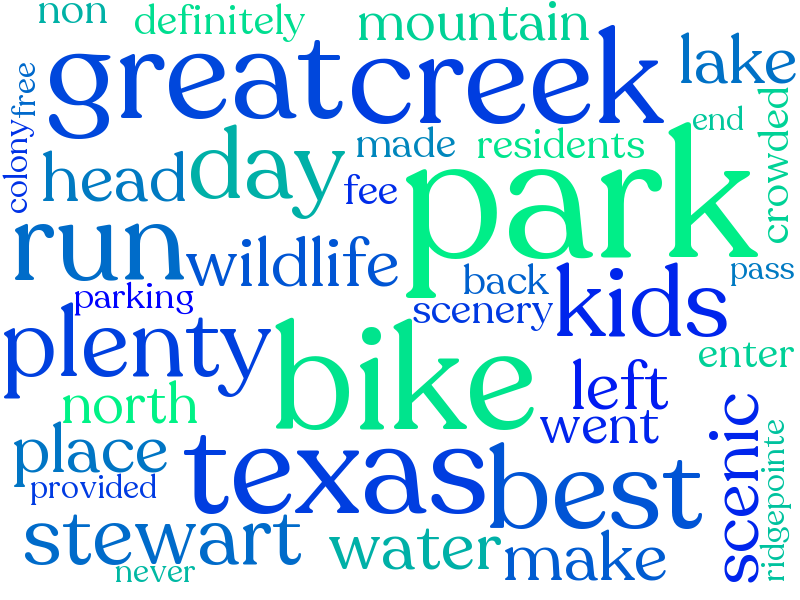 non
definitely
mountain
great
creek
lake
free
colony
head
day
made
residents
end
crowded
fee
park
run
wildlife
back
pass
parking
scenery
kids
plenty
bike
enter
north
left
went
place
provided
texas
best
scenic
ridgepointe
stewart
water
make
never